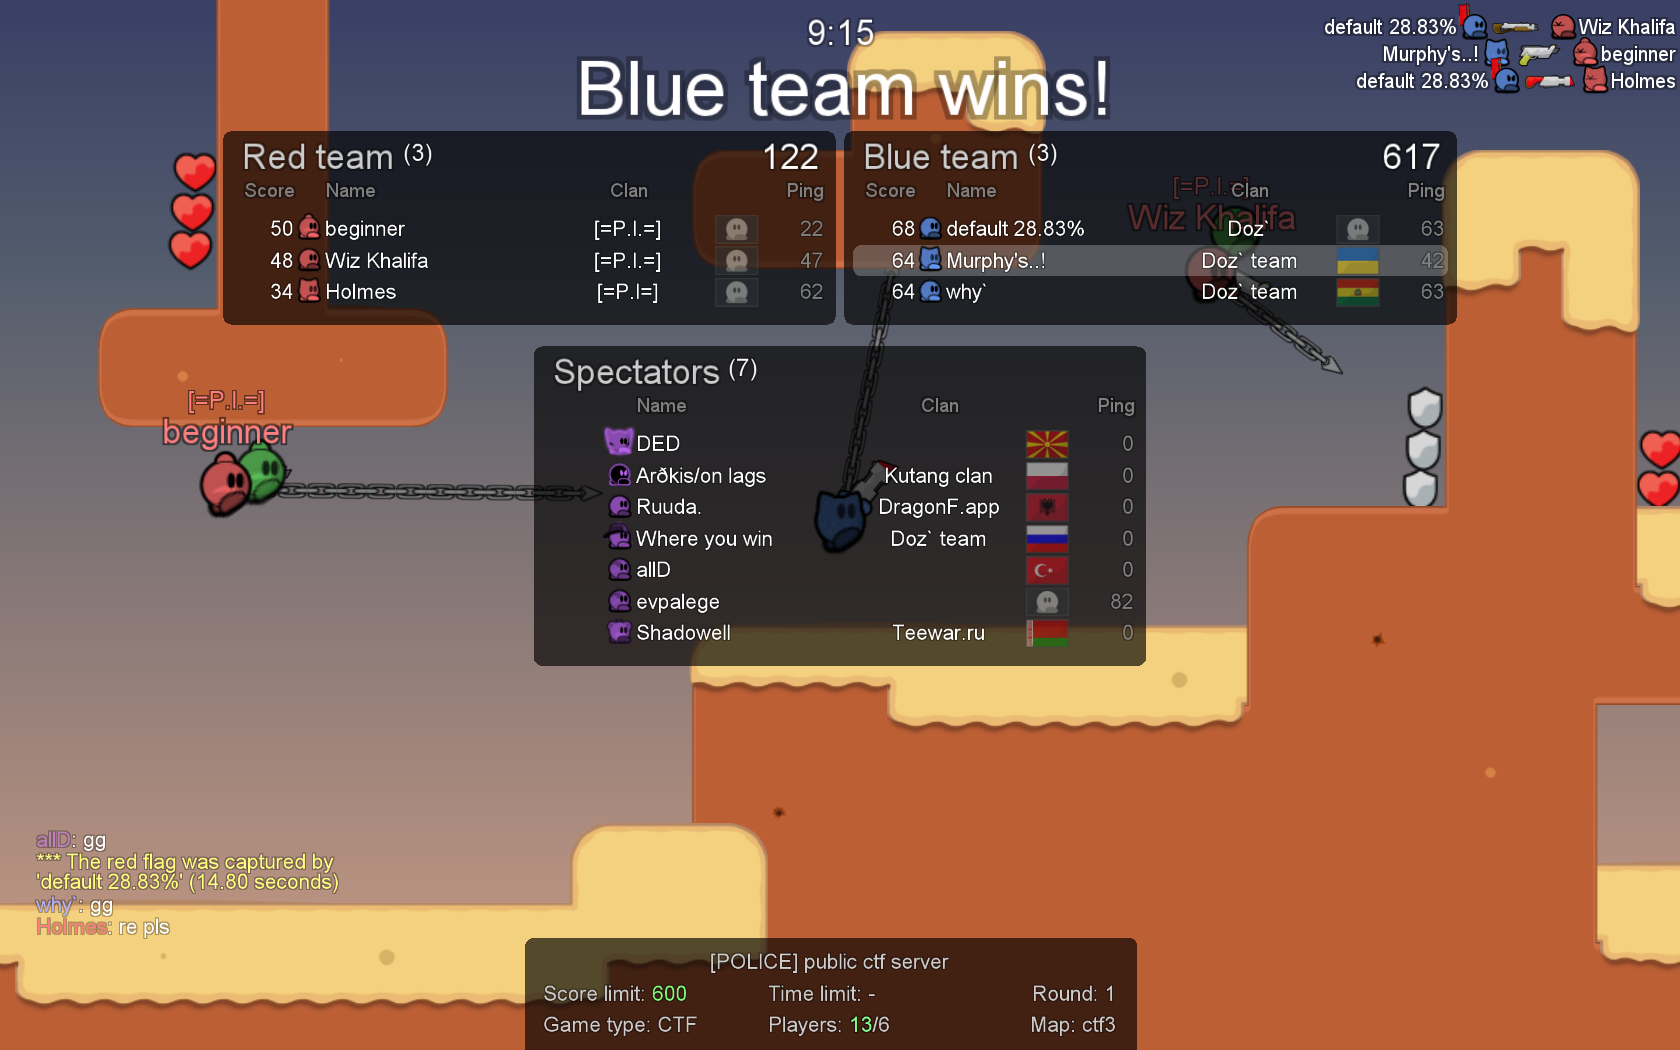 9:15
Blue team wins!
default 28.83% Wiz Khalifa
Murphy's..! beginner
default 28.83% Holmes
Red team (3) 122
Score Name Clan Ping
50 beginner [=P.I.=] 22
48 Wiz Khalifa [=P.I.=] 47
34 Holmes [=P.I=] 62
Blue team (3) 617
Score Name Clan Ping
68 default 28.83% Doz` 63
64 Murphy's..! Doz` team 42
64 why` Doz` team 63
[=P.I.=]
Wiz Khalifa
Spectators (7)
Name Clan Ping
DED 0
Arðkis/on lags Kutang clan 0
Ruuda. DragonF.app 0
Where you win Doz` team 0
allD 0
evpalege 82
Shadowell Teewar.ru 0
[=P.I.=]
beginner
allD: gg
*** The red flag was captured by
'default 28.83%' (14.80 seconds)
why`: gg
Holmes: re pls
[POLICE] public ctf server
Score limit: 600 Time limit: - Round: 1
Game type: CTF Players: 13/6 Map: ctf3